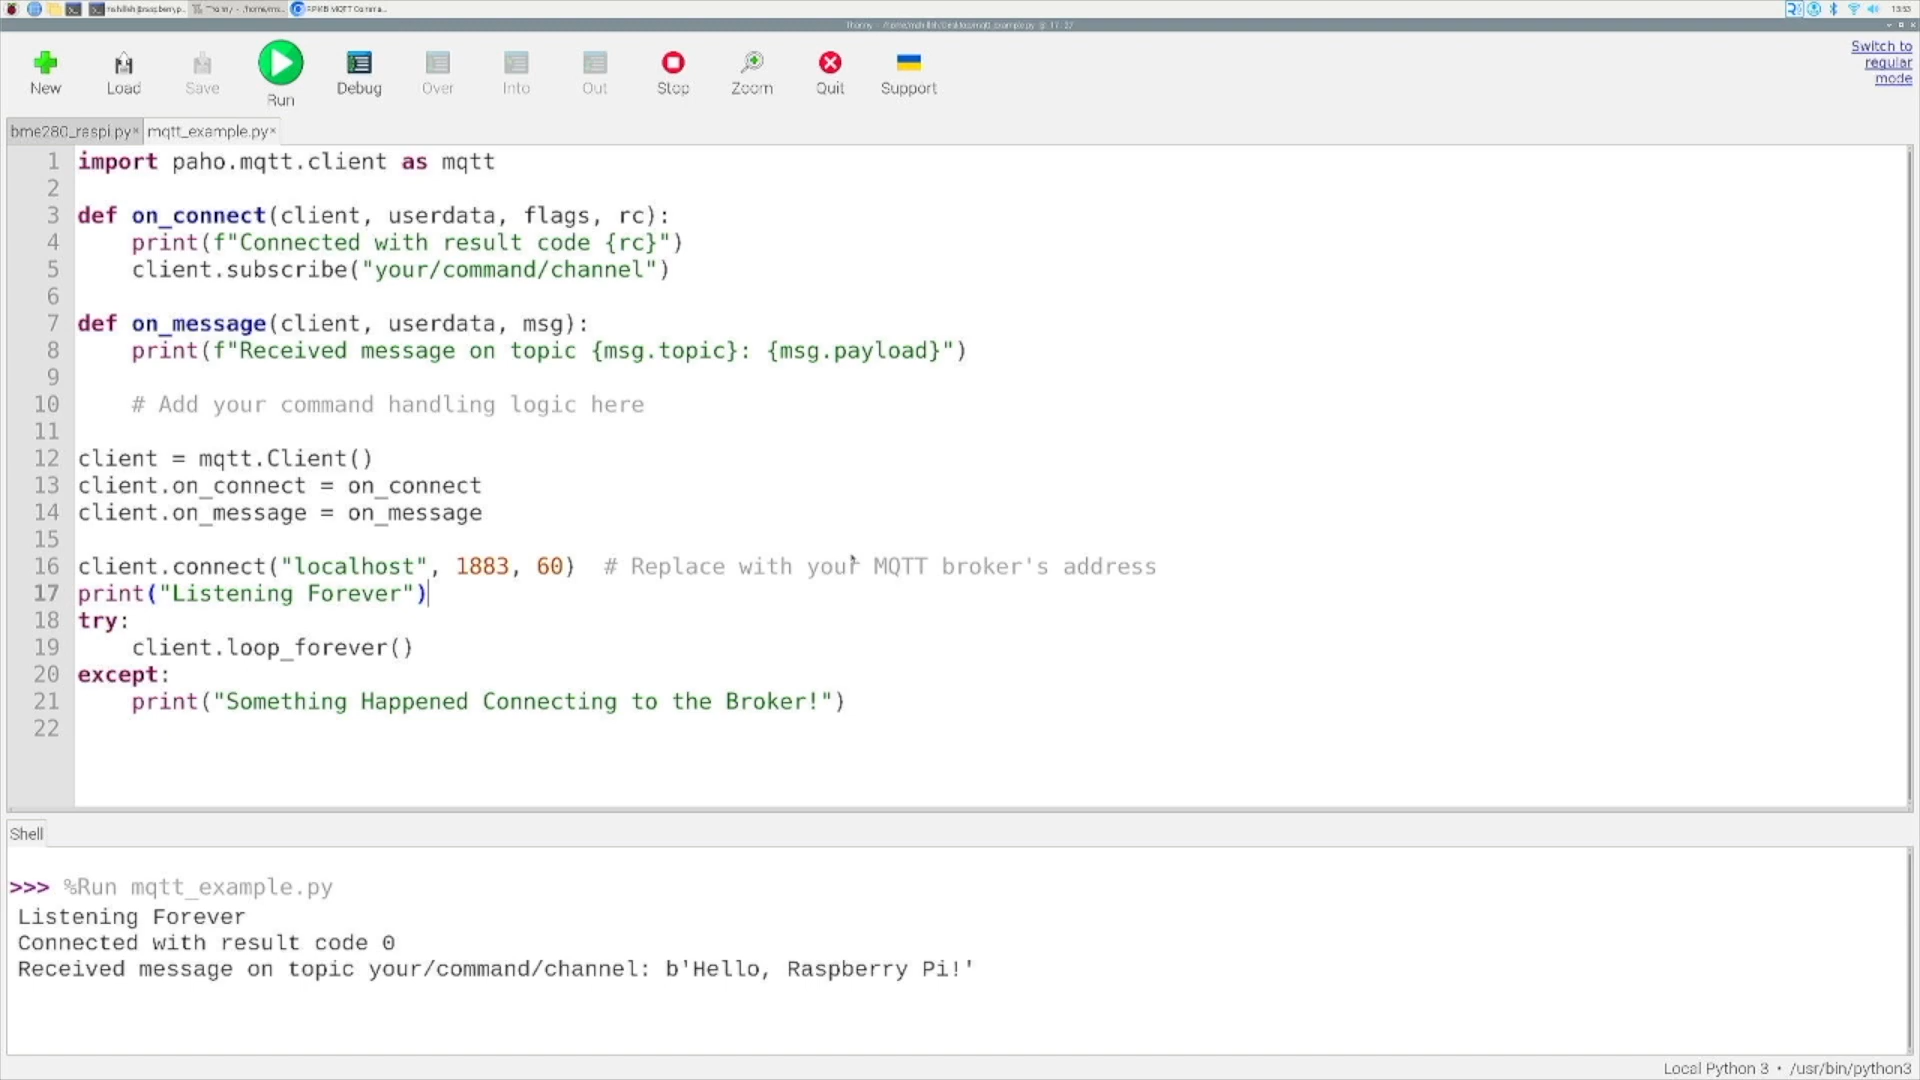 13:53
Switch to
regular
mode
New
Load
Save
Run
Debug
Over
Into
Out
Stop
Zoom
Quit
Support
bme280_raspi.py×
mqtt_example.py×
1 import paho.mqtt.client as mqtt
2
3 def on_connect(client, userdata, flags, rc):
4 print(f"Connected with result code {rc}")
5 client.subscribe("your/command/channel")
6
7 def on_message(client, userdata, msg):
8 print(f"Received message on topic {msg.topic}: {msg.payload}")
9
10 # Add your command handling logic here
11
12 client = mqtt.Client()
13 client.on_connect = on_connect
14 client.on_message = on_message
15
16 client.connect("localhost", 1883, 60) # Replace with your MQTT broker's address
17 print("Listening Forever")
18 try:
19 client.loop_forever()
20 except:
21 print("Something Happened Connecting to the Broker!")
22
Shell
>>> %Run mqtt_example.py
Listening Forever
Connected with result code 0
Received message on topic your/command/channel: b'Hello, Raspberry Pi!'
Local Python 3 • /usr/bin/python3